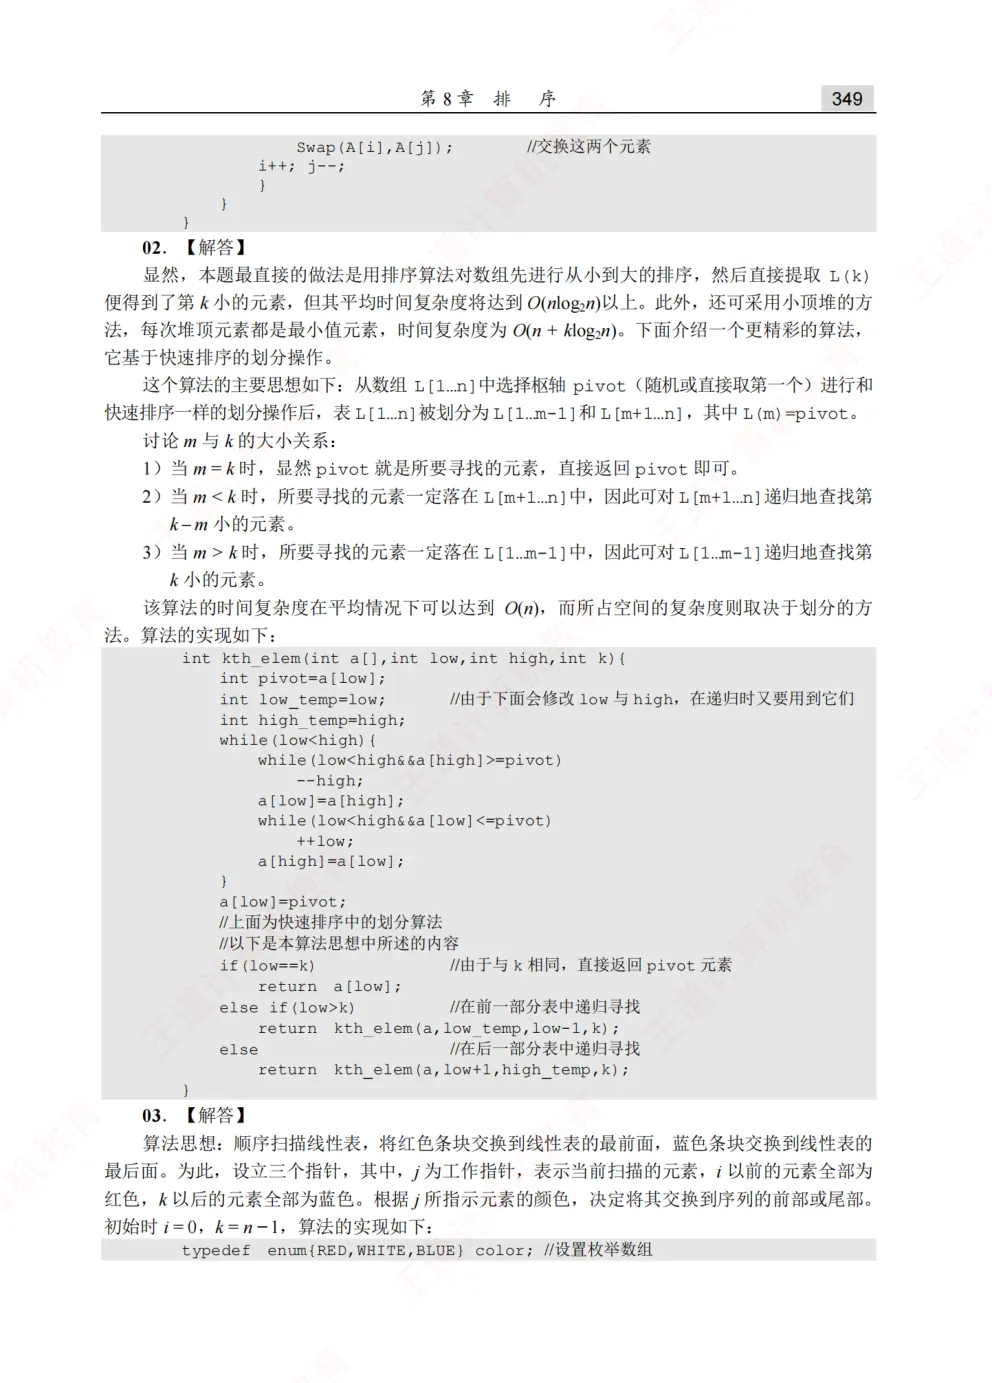 第 8 章 排 序 349
Swap(A[i],A[j]); //交换这两个元素
i++; j--;
}
}
}
02. 【解答】
显然，本题最直接的做法是用排序算法对数组先进行从小到大的排序，然后直接提取 L(k)
便得到了第 k 小的元素，但其平均时间复杂度将达到 O(nlog₂n)以上。此外，还可采用小顶堆的方
法，每次堆顶元素都是最小值元素，时间复杂度为 O(n + klog₂n)。下面介绍一个更精彩的算法，
它基于快速排序的划分操作。
这个算法的主要思想如下：从数组 L[1…n]中选择枢轴 pivot（随机或直接取第一个）进行和
快速排序一样的划分操作后，表 L[1…n]被划分为 L[1…m-1]和 L[m+1…n]，其中 L(m)=pivot。
讨论 m 与 k 的大小关系：
1）当 m = k 时，显然 pivot 就是所要寻找的元素，直接返回 pivot 即可。
2）当 m < k 时，所要寻找的元素一定落在 L[m+1…n]中，因此可对 L[m+1…n]递归地查找第
k – m 小的元素。
3）当 m > k 时，所要寻找的元素一定落在 L[1…m-1]中，因此可对 L[1…m-1]递归地查找第
k 小的元素。
该算法的时间复杂度在平均情况下可以达到 O(n)，而所占空间的复杂度则取决于划分的方
法。算法的实现如下：
int kth_elem(int a[],int low,int high,int k){
int pivot=a[low];
int low_temp=low; //由于下面会修改 low 与 high，在递归时又要用到它们
int high_temp=high;
while(low<high){
while(low<high&&a[high]>=pivot)
--high;
a[low]=a[high];
while(low<high&&a[low]<=pivot)
++low;
a[high]=a[low];
}
a[low]=pivot;
//上面为快速排序中的划分算法
//以下是本算法思想中所述的内容
if(low==k) //由于与 k 相同，直接返回 pivot 元素
return a[low];
else if(low>k) //在前一部分表中递归寻找
return kth_elem(a,low_temp,low-1,k);
else //在后一部分表中递归寻找
return kth_elem(a,low+1,high_temp,k);
}
03. 【解答】
算法思想：顺序扫描线性表，将红色条块交换到线性表的最前面，蓝色条块交换到线性表的
最后面。为此，设立三个指针，其中，j 为工作指针，表示当前扫描的元素，i 以前的元素全部为
红色，k 以后的元素全部为蓝色。根据 j 所指示元素的颜色，决定将其交换到序列的前部或尾部。
初始时 i = 0，k = n − 1，算法的实现如下：
typedef enum{RED,WHITE,BLUE} color; //设置枚举数组